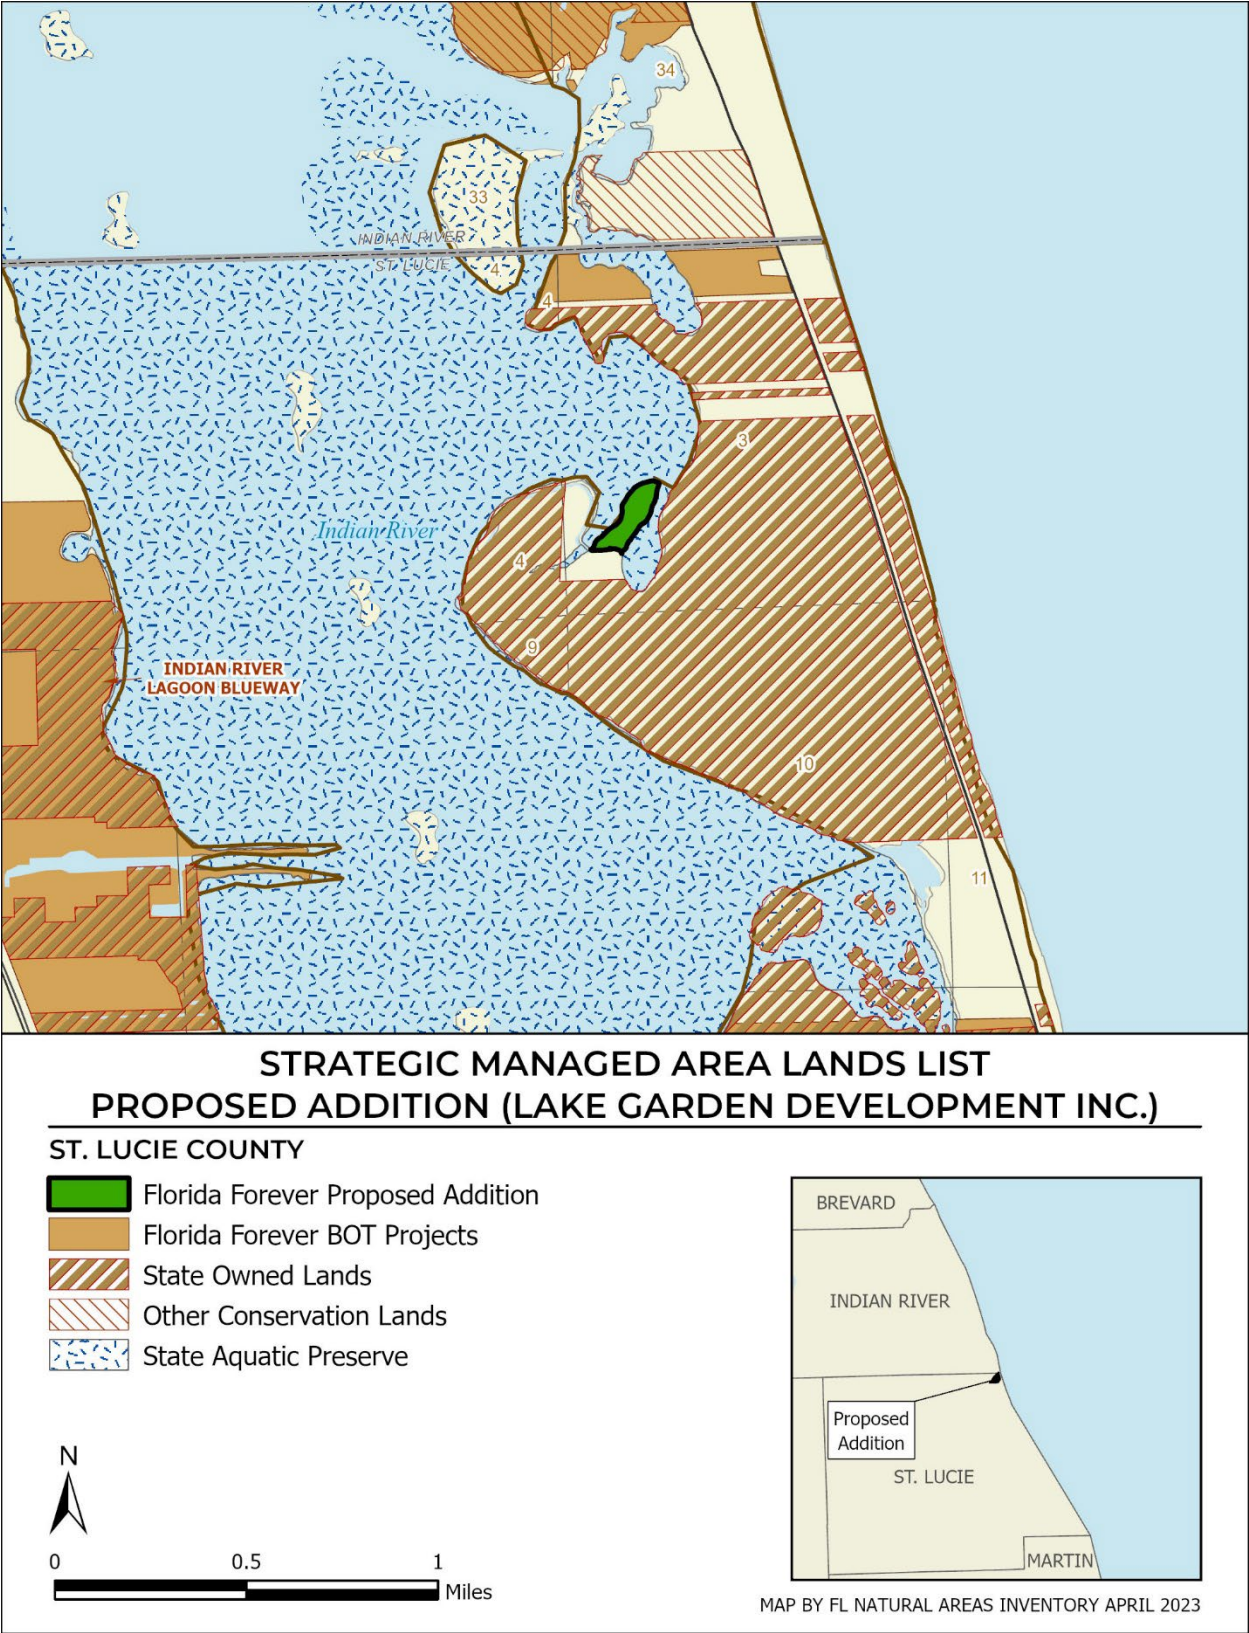 34
33
INDIAN RIVER
ST. LUCIE
4
4
3
Indian River
4
9
INDIAN RIVER
LAGOON BLUEWAY
10
11
STRATEGIC MANAGED AREA LANDS LIST
PROPOSED ADDITION (LAKE GARDEN DEVELOPMENT INC.)
ST. LUCIE COUNTY
Florida Forever Proposed Addition
Florida Forever BOT Projects
State Owned Lands
Other Conservation Lands
State Aquatic Preserve
N
0 0.5 1
Miles
BREVARD
INDIAN RIVER
Proposed
Addition
ST. LUCIE
MARTIN
MAP BY FL NATURAL AREAS INVENTORY APRIL 2023